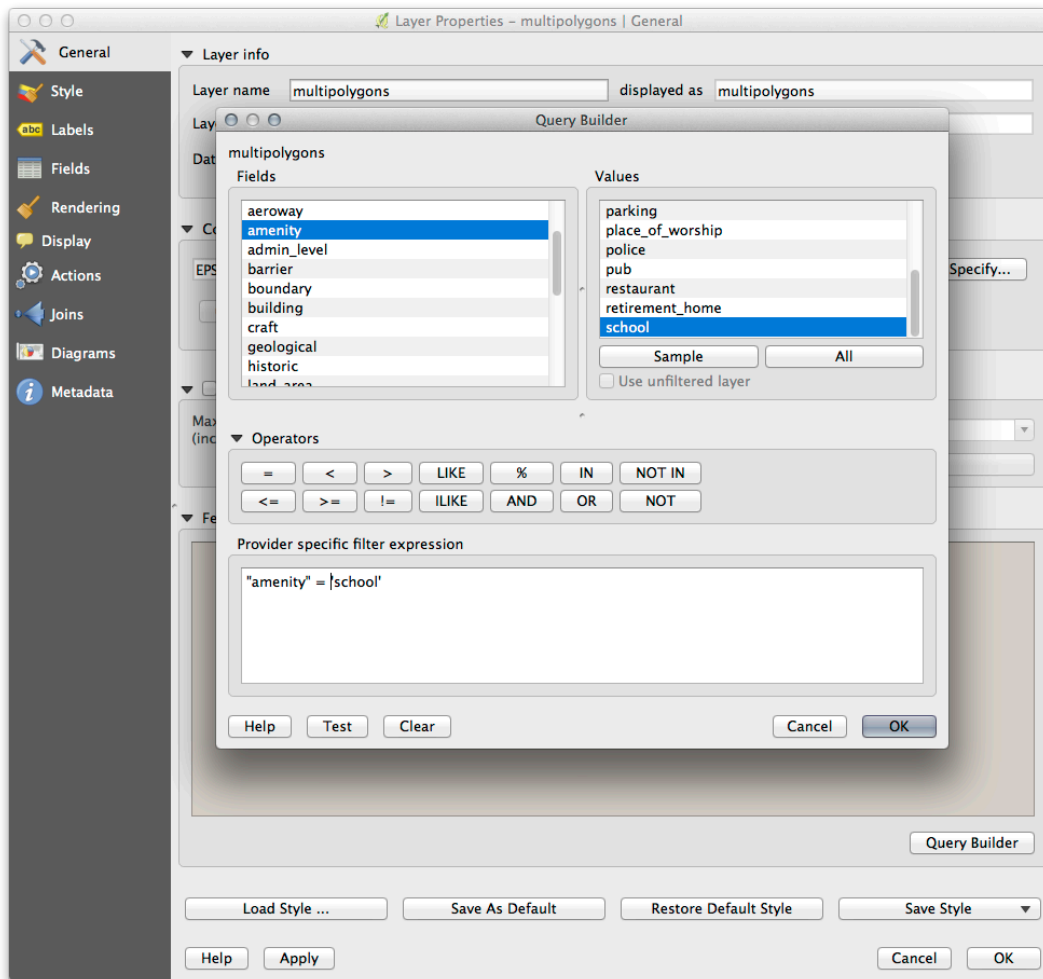 Layer Properties – multipolygons | General
General
Style
Labels
Fields
Rendering
Display
Actions
Joins
Diagrams
Metadata
Layer info
Layer name multipolygons displayed as multipolygons
Query Builder
multipolygons
Fields
aeroway
amenity
admin_level
barrier
boundary
building
craft
geological
historic
land_area
Values
parking
place_of_worship
police
pub
restaurant
retirement_home
school
Sample All
Use unfiltered layer
Specify...
Operators
= < > LIKE % IN NOT IN
<= >= != ILIKE AND OR NOT
Provider specific filter expression
"amenity" = 'school'
Help Test Clear Cancel OK
Query Builder
Load Style ... Save As Default Restore Default Style Save Style
Help Apply Cancel OK